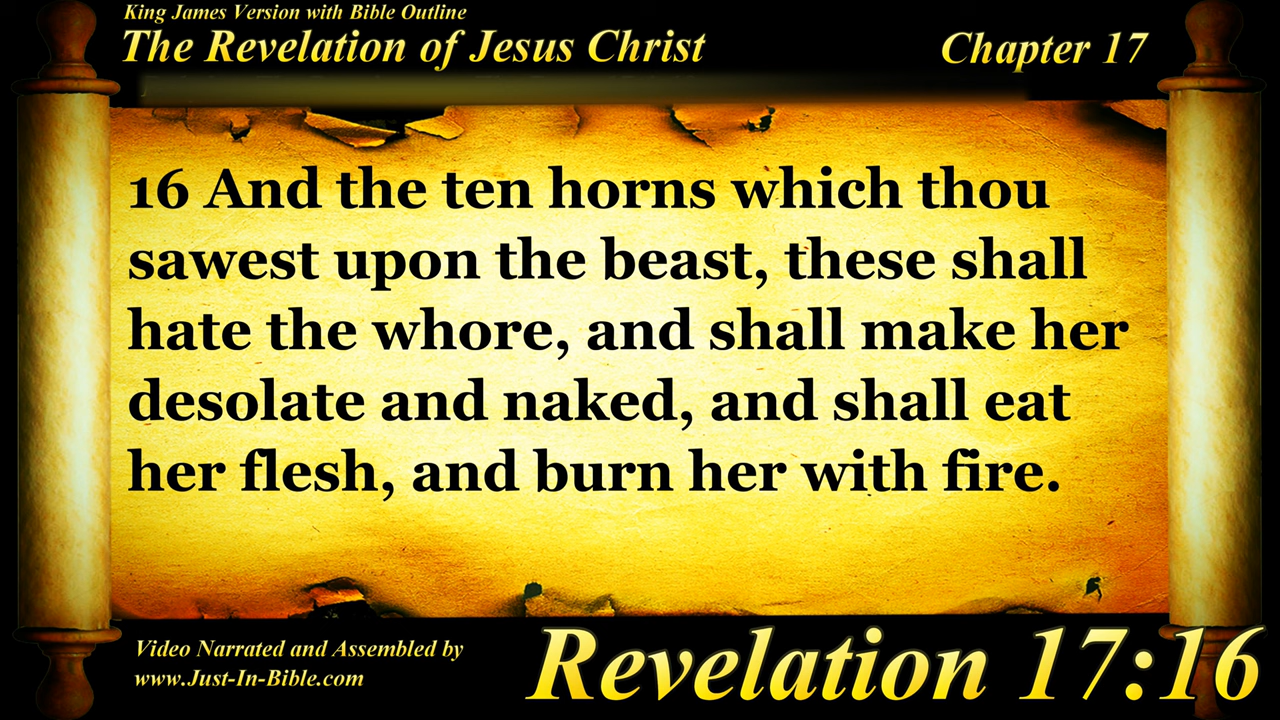 King James Version with Bible Outline
The Revelation of Jesus Christ
Chapter 17
16 And the ten horns which thou
sawest upon the beast, these shall
hate the whore, and shall make her
desolate and naked, and shall eat
her flesh, and burn her with fire.
Video Narrated and Assembled by
www.Just-In-Bible.com
Revelation 17:16